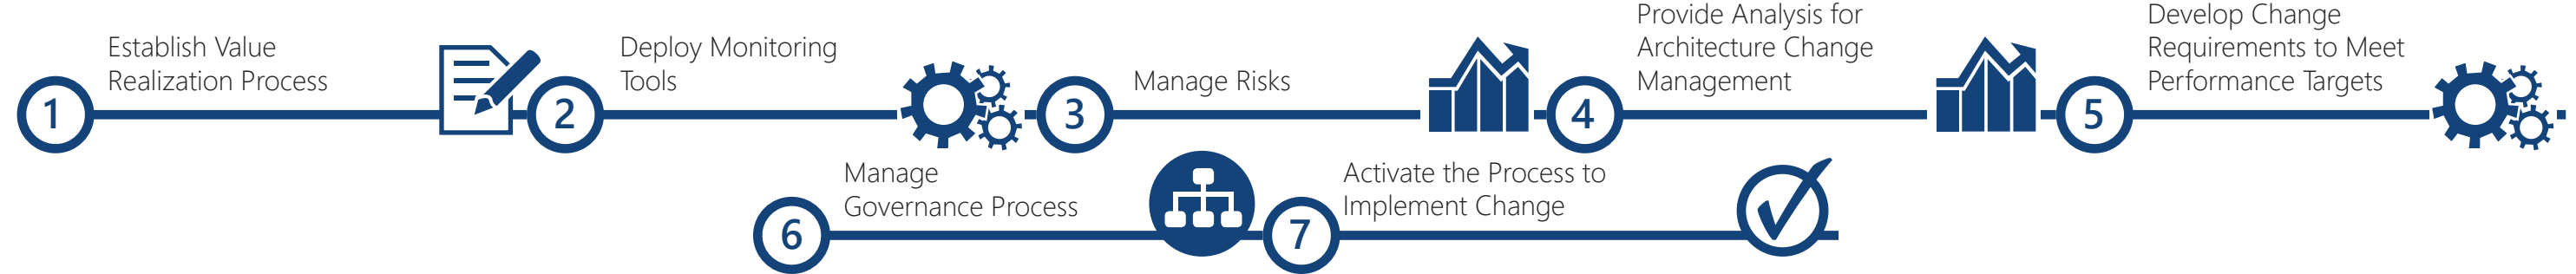 1
Establish Value
Realization Process
2
Deploy Monitoring
Tools
3
Manage Risks
4
Provide Analysis for
Architecture Change
Management
5
Develop Change
Requirements to Meet
Performance Targets
6
Manage
Governance Process
7
Activate the Process to
Implement Change